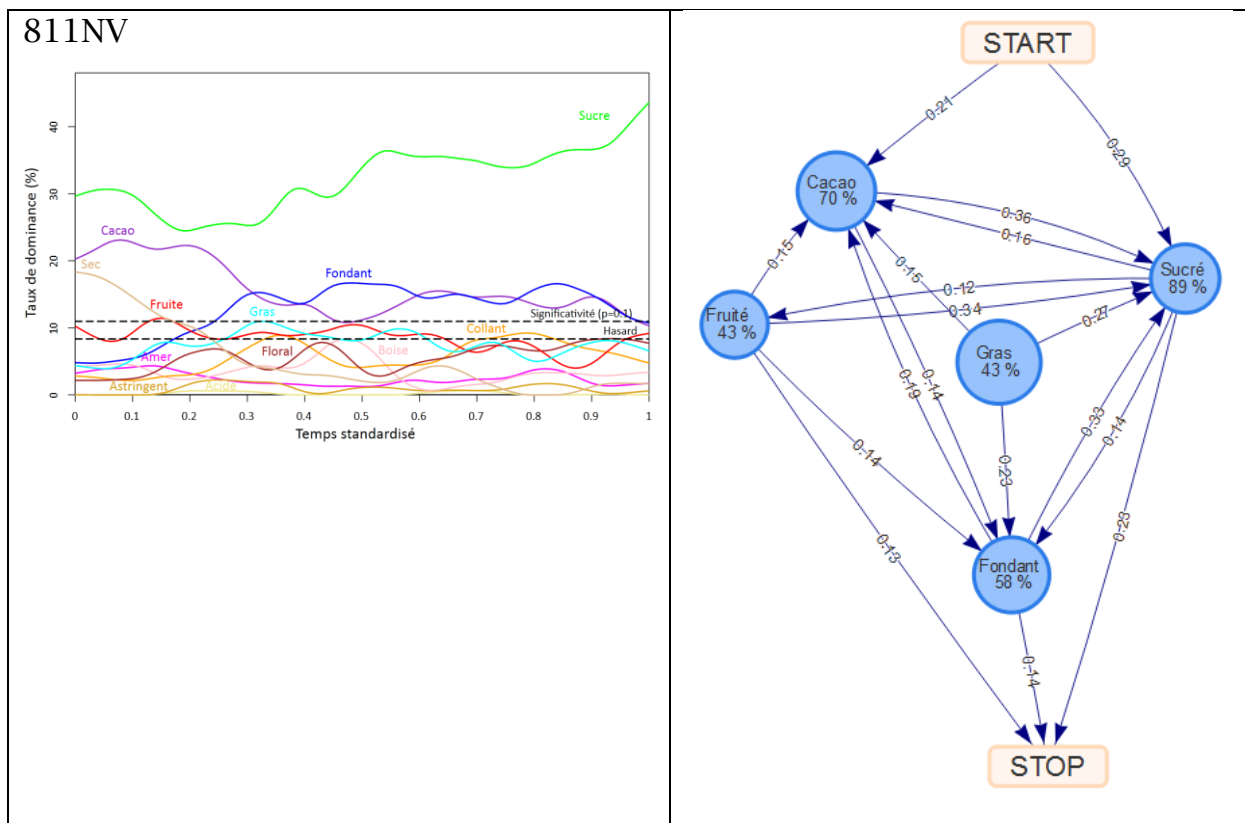 811NV
Taux de dominance (%)
40
30
20
10
0
Sucre
Cacao
Sec
Fondant
Fruite
Gras
Significativité (p=0.1)
Hasard
Collant
Floral
Boise
Amer
Astringent
Acide
0
0.1
0.2
0.3
0.4
0.5
0.6
0.7
0.8
0.9
1
Temps standardisé
START
0.21
0.29
Cacao
70 %
0.36
0.16
0.15
0.15
Sucré
89 %
0.12
0.34
Fruité
43 %
0.27
Gras
43 %
0.19
0.14
0.33
0.14
0.14
0.23
0.23
0.13
Fondant
58 %
0.14
STOP